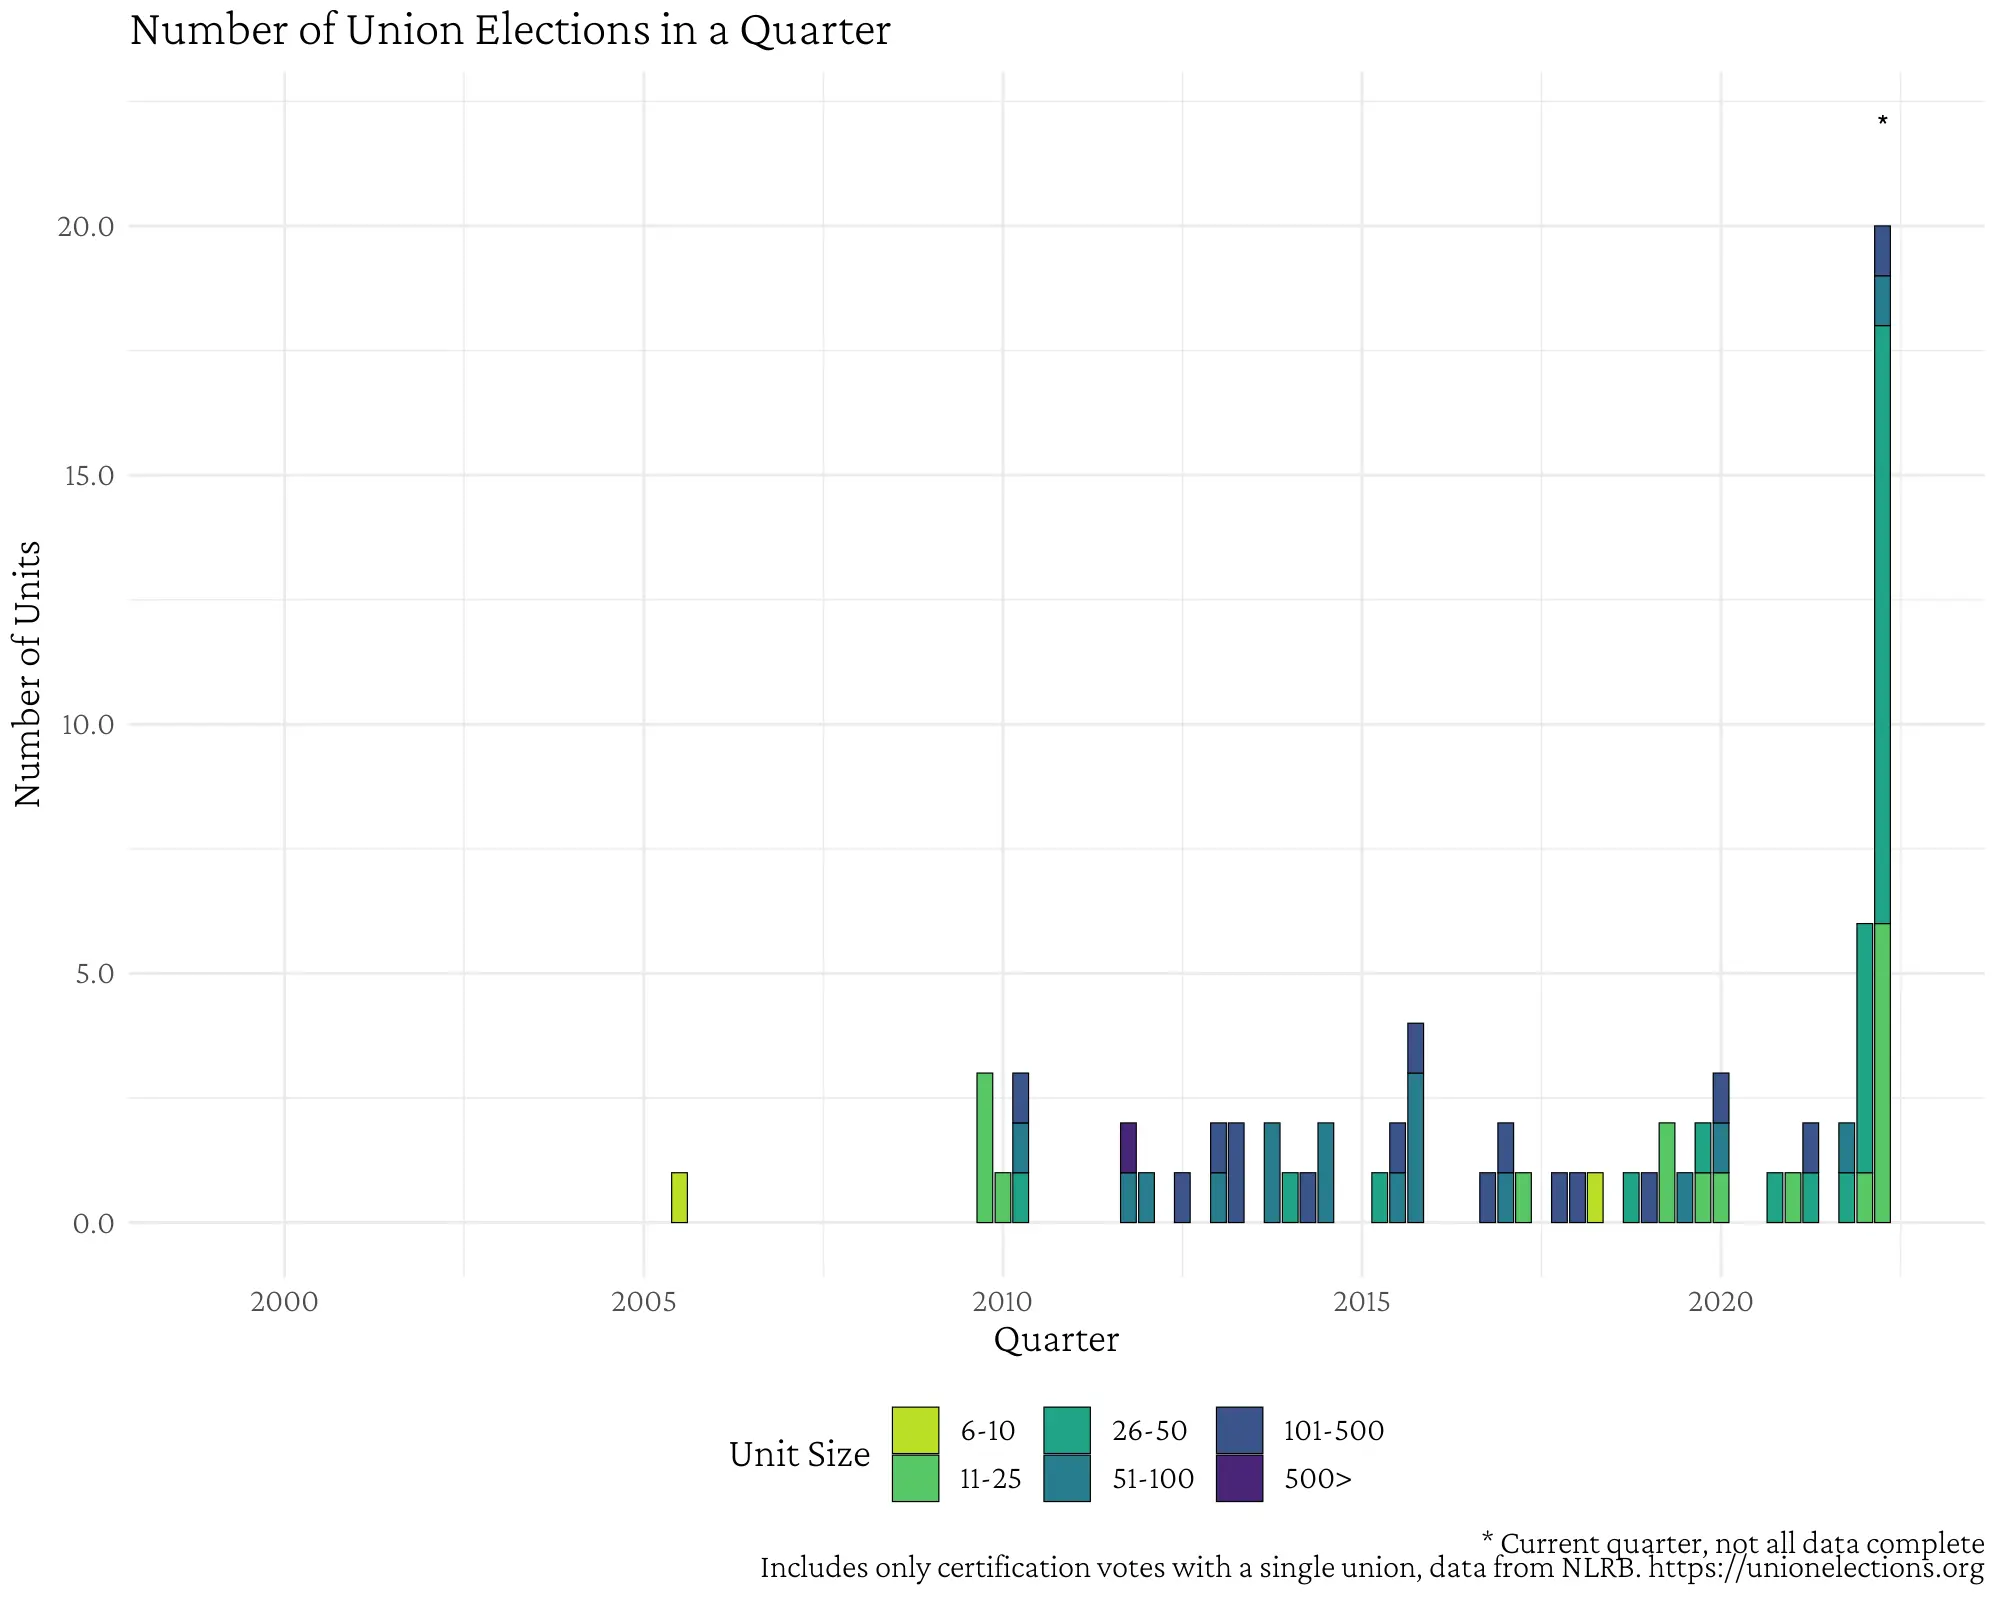 Number of Union Elections in a Quarter
*
20.0
15.0
10.0
5.0
0.0
Number of Units
2000 2005 2010 2015 2020
Quarter
Unit Size
6-10 26-50 101-500
11-25 51-100 500>
* Current quarter, not all data complete
Includes only certification votes with a single union, data from NLRB. https://unionelections.org